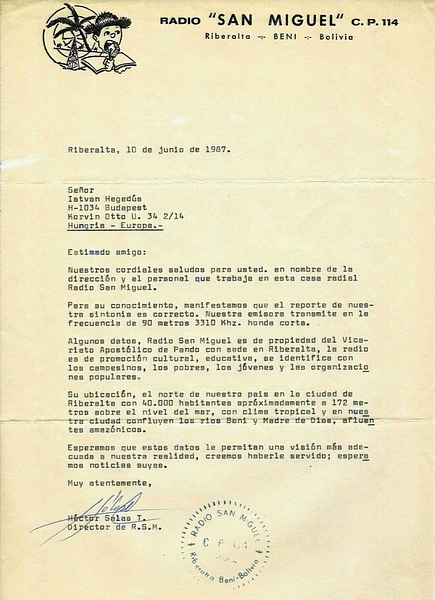 RADIO "SAN MIGUEL" C. P. 114
Riberalta -:- BENI -:- Bolivia
Riberalta, 10 de junio de 1987.
Señor
Istvan Hegedús
H-1034 Budapest
Korvin Otto U. 34 2/14
Hungria - Europa.-
Estimado amigo:
Nuestros cordiales saludos para usted. en nombre de la
dirección y el personal que trabaja en esta casa radial
Radio San Miguel.
Para su conocimiento, manifestamos que el reporte de nues-
tra sintonia es correcto. Nuestra emisora transmite en la
frecuencia de 90 metros 3310 Khz. honda corta.
Algunos datos, Radio San Miguel es de propiedad del Vica-
riato Apostólico de Pando con sede en Riberalta, la radio
es de promoción cultural, educativa, se identifica con
los campesinos, los pobres, los jóvenes y las organizacio
nes populares.
Su ubicación, el norte de nuestro pais en la ciudad de
Riberalta con 40.000 habitantes apróximadamente a 172 me-
tros sobre el nivel del mar, con clima tropical y en nues
tra ciudad confluyen los rios Beni y Madre de Dios, afluen
tes amazónicos.
Esperamos que estos datos le permitan una visión más ade-
cuada a nuestra realidad, creemos haberle servido; espera
mos noticias suyas.
Muy atentamente,
Héctor Salas T.
Director de R.S.M.
RADIO SAN MIGUEL
Riberalta Beni-Bolivia